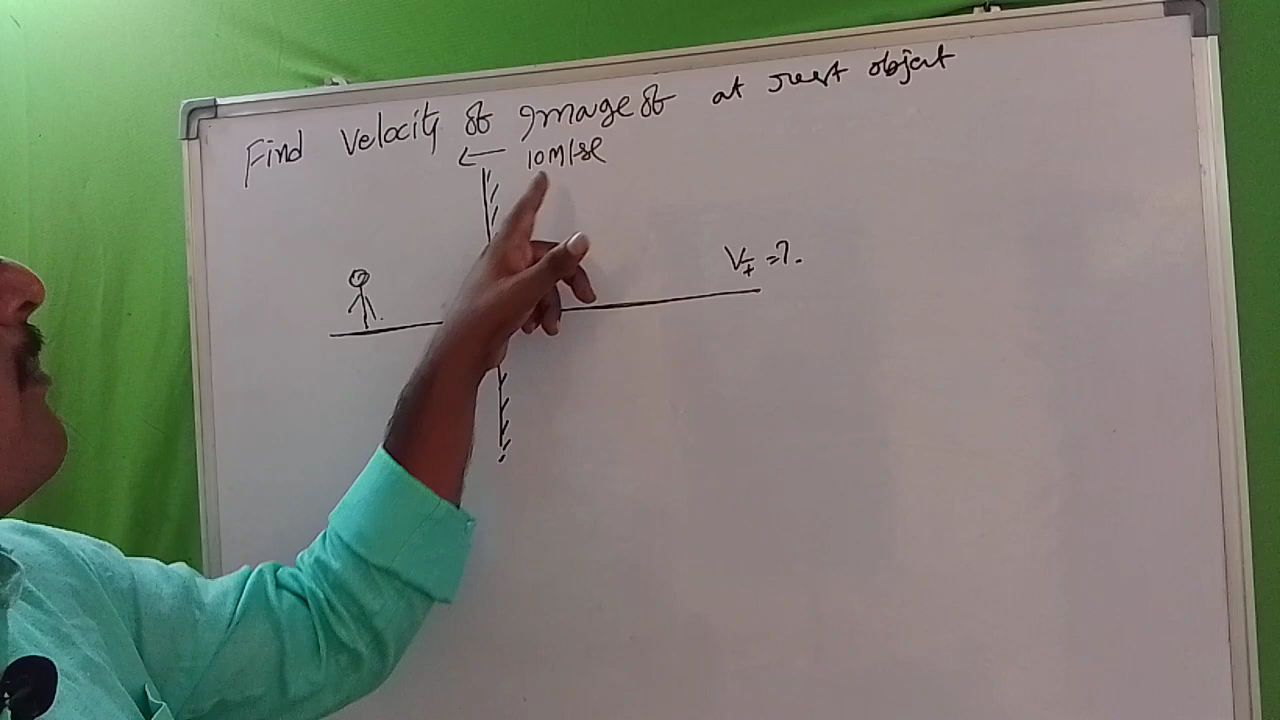 Find Velocity of Image of at rest object
← 10M/se
V_I = ?.